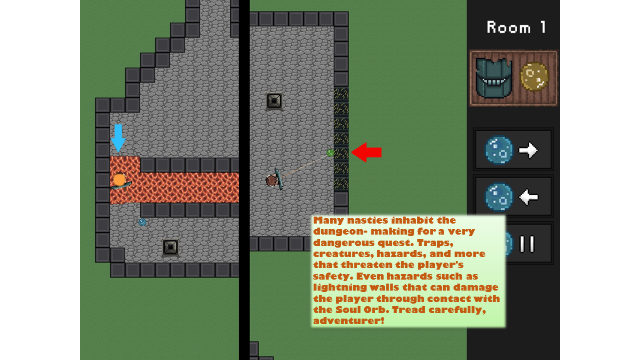 Room 1
Many nasties inhabit the
dungeon- making for a very
dangerous quest. Traps,
creatures, hazards, and more
that threaten the player's
safety. Even hazards such as
lightning walls that can damage
the player through contact with
the Soul Orb. Tread carefully,
adventurer!